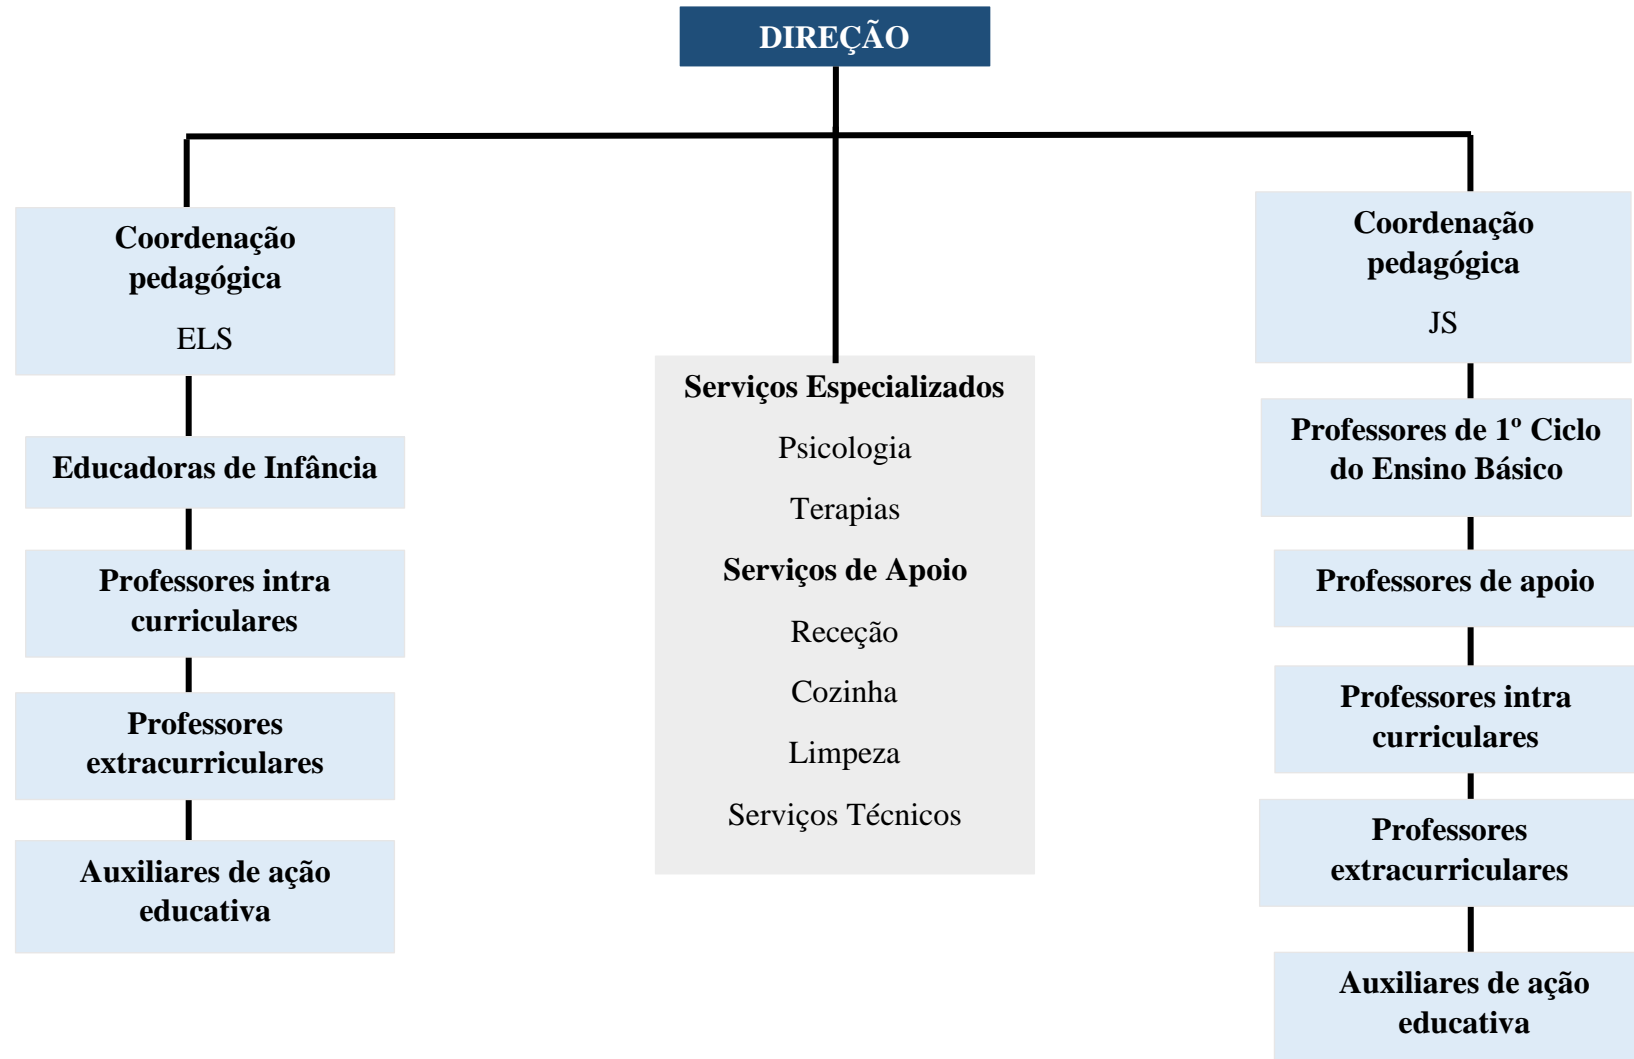 DIREÇÃO
Coordenação
pedagógica
ELS
Educadoras de Infância
Professores intra
curriculares
Professores
extracurriculares
Auxiliares de ação
educativa
Serviços Especializados
Psicologia
Terapias
Serviços de Apoio
Receção
Cozinha
Limpeza
Serviços Técnicos
Coordenação
pedagógica
JS
Professores de 1º Ciclo
do Ensino Básico
Professores de apoio
Professores intra
curriculares
Professores
extracurriculares
Auxiliares de ação
educativa